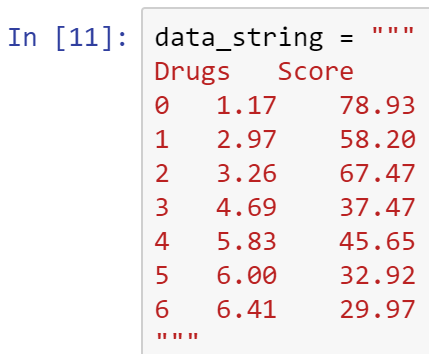 In [11]: data_string = """
Drugs Score
0 1.17 78.93
1 2.97 58.20
2 3.26 67.47
3 4.69 37.47
4 5.83 45.65
5 6.00 32.92
6 6.41 29.97
"""